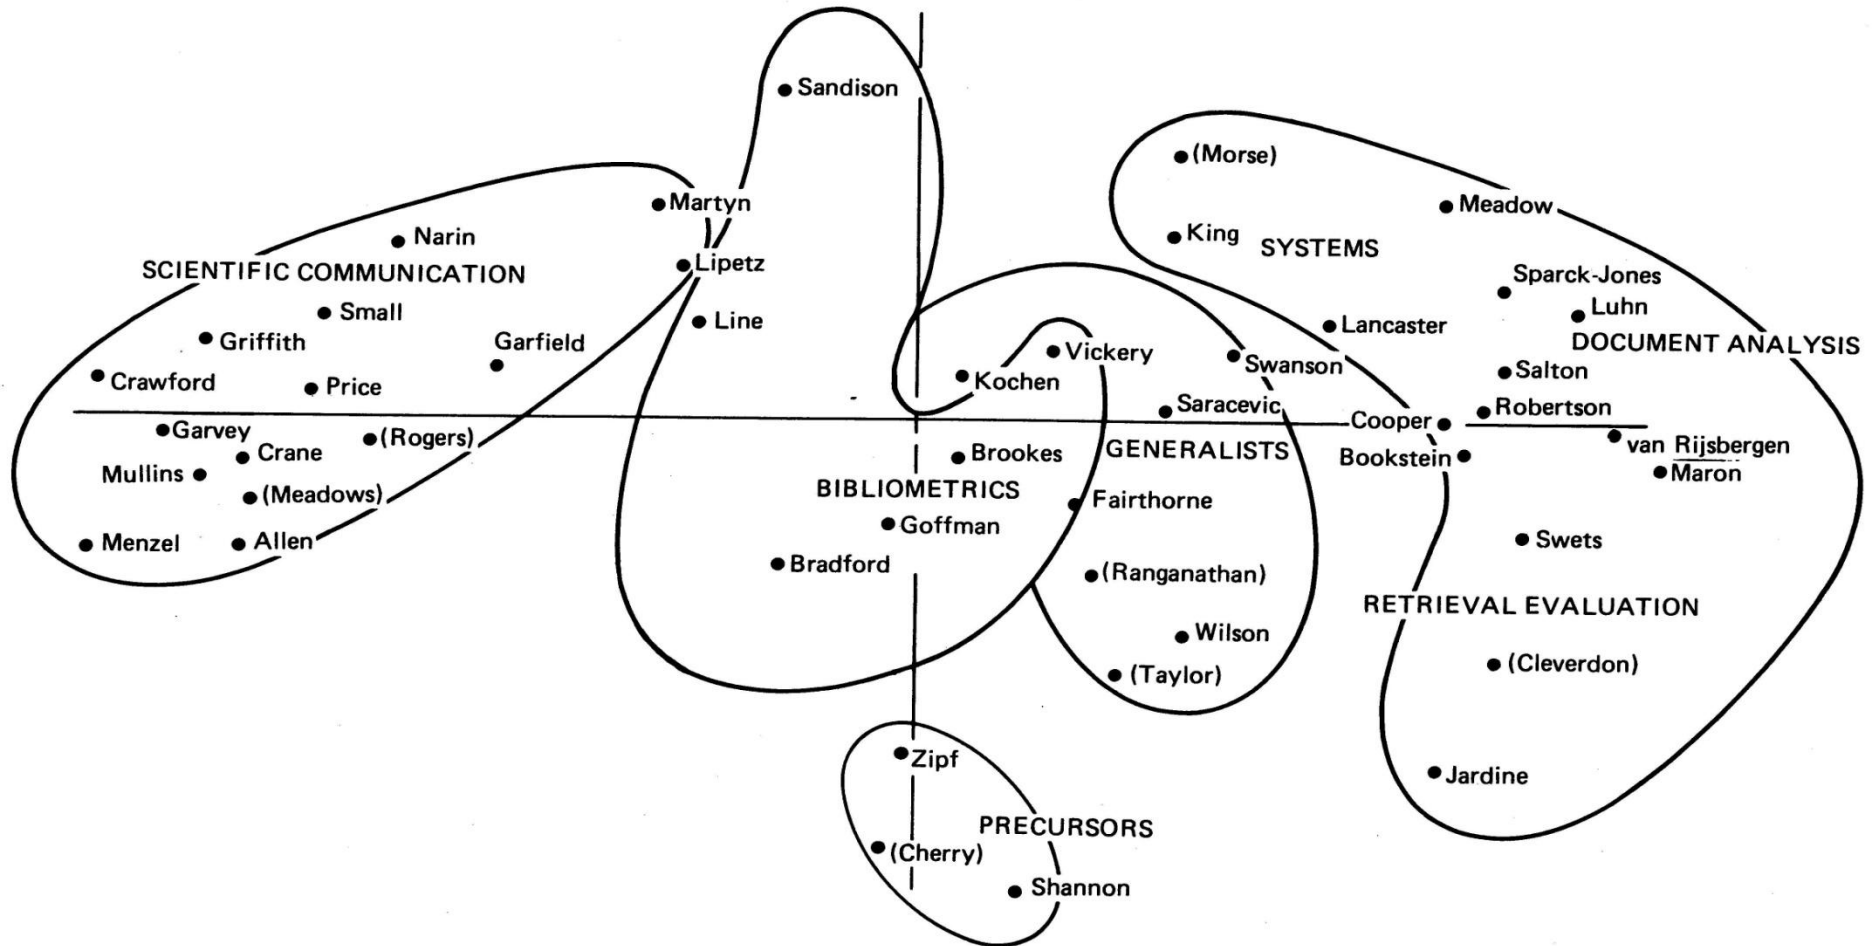 Sandison
(Morse)
Martyn
Meadow
Narin
King
SYSTEMS
Lipetz
SCIENTIFIC COMMUNICATION
Sparck-Jones
Small
Line
Luhn
Griffith
Garfield
Lancaster
DOCUMENT ANALYSIS
Vickery
Swanson
Crawford
Price
Kochen
Salton
Saracevic
Robertson
Cooper
Garvey
(Rogers)
Crane
Brookes
GENERALISTS
Bookstein
van Rijsbergen
Mullins
Maron
(Meadows)
BIBLIOMETRICS
Fairthorne
Goffman
Menzel
Allen
Swets
Bradford
(Ranganathan)
RETRIEVAL EVALUATION
Wilson
(Cleverdon)
(Taylor)
Zipf
Jardine
PRECURSORS
(Cherry)
Shannon